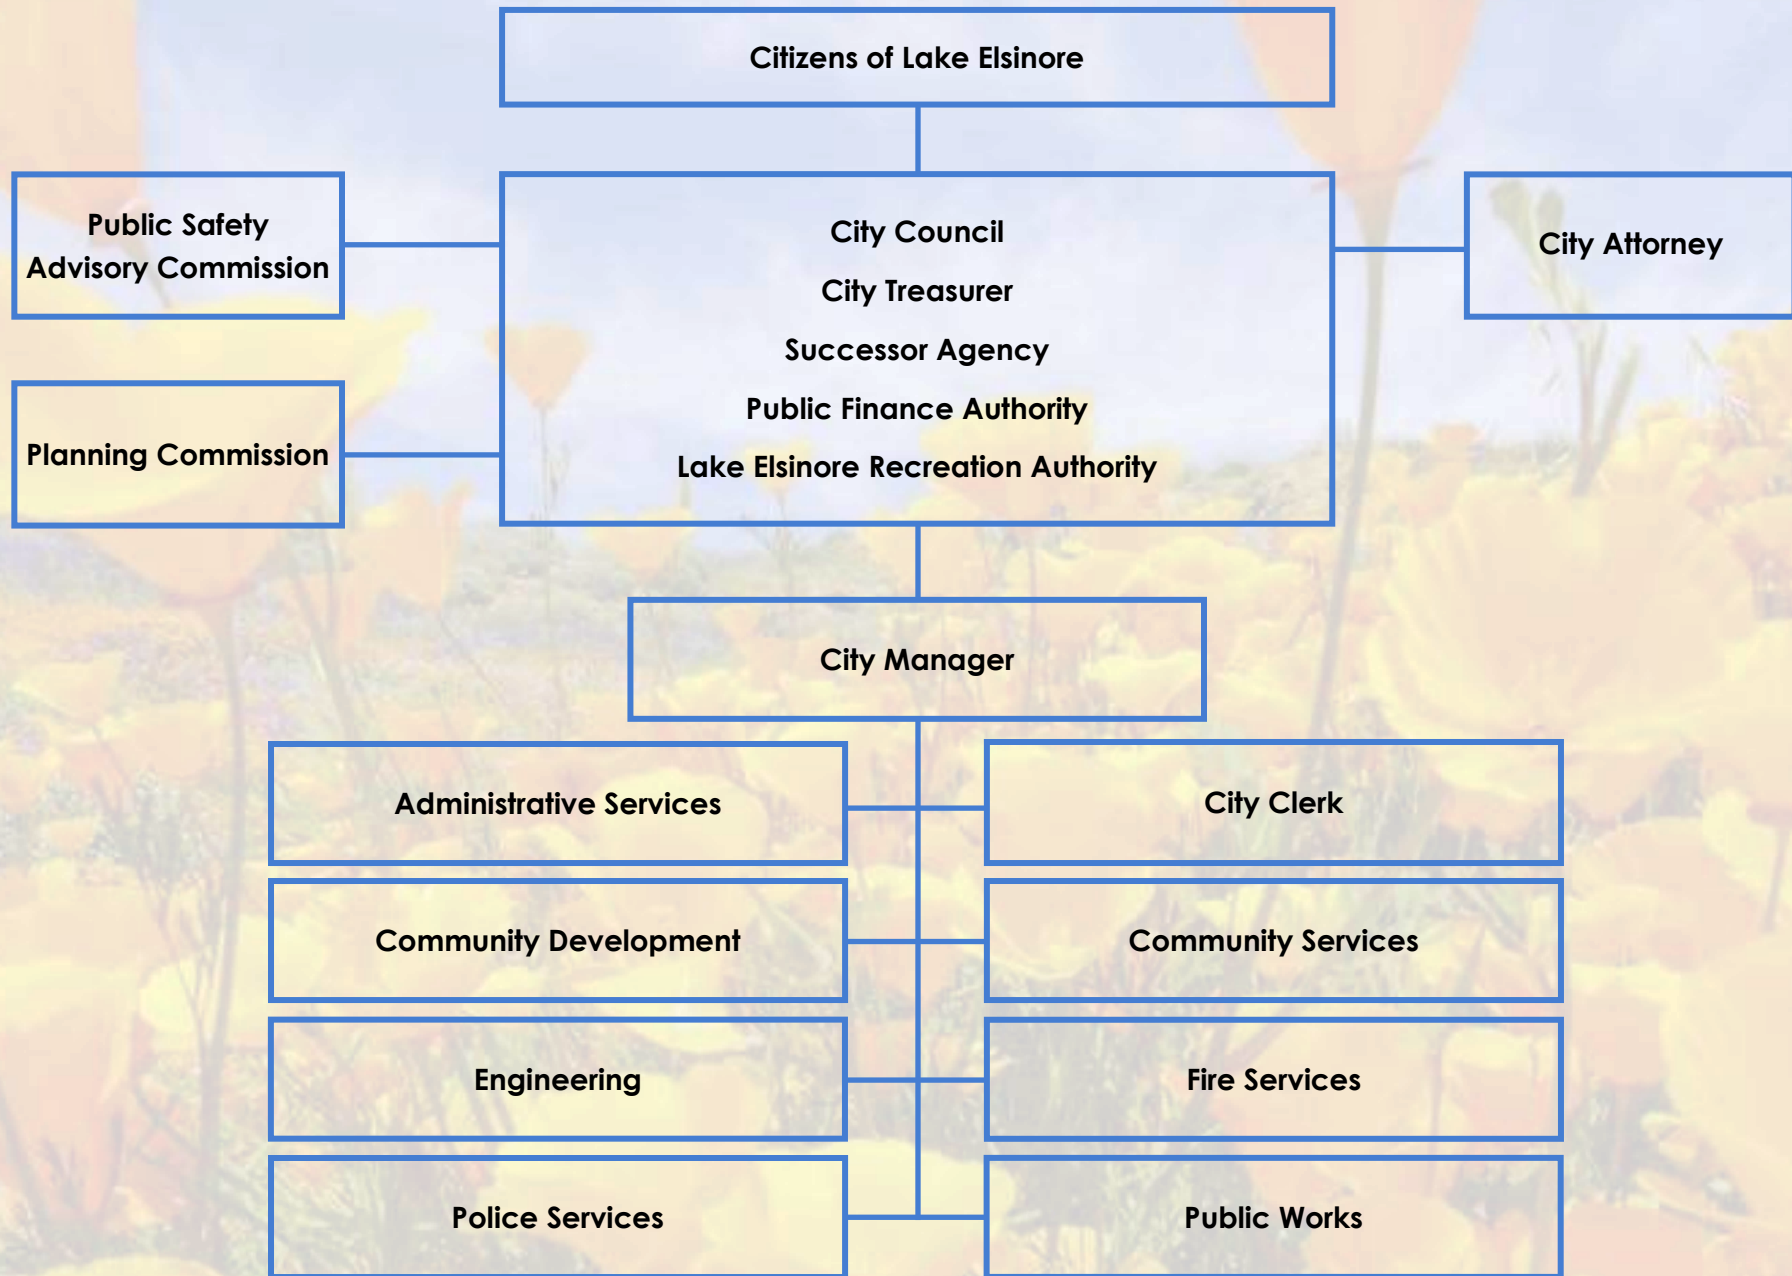 Citizens of Lake Elsinore
Public Safety
Advisory Commission
City Council
City Treasurer
Successor Agency
Public Finance Authority
Lake Elsinore Recreation Authority
City Attorney
Planning Commission
City Manager
Administrative Services
City Clerk
Community Development
Community Services
Engineering
Fire Services
Police Services
Public Works